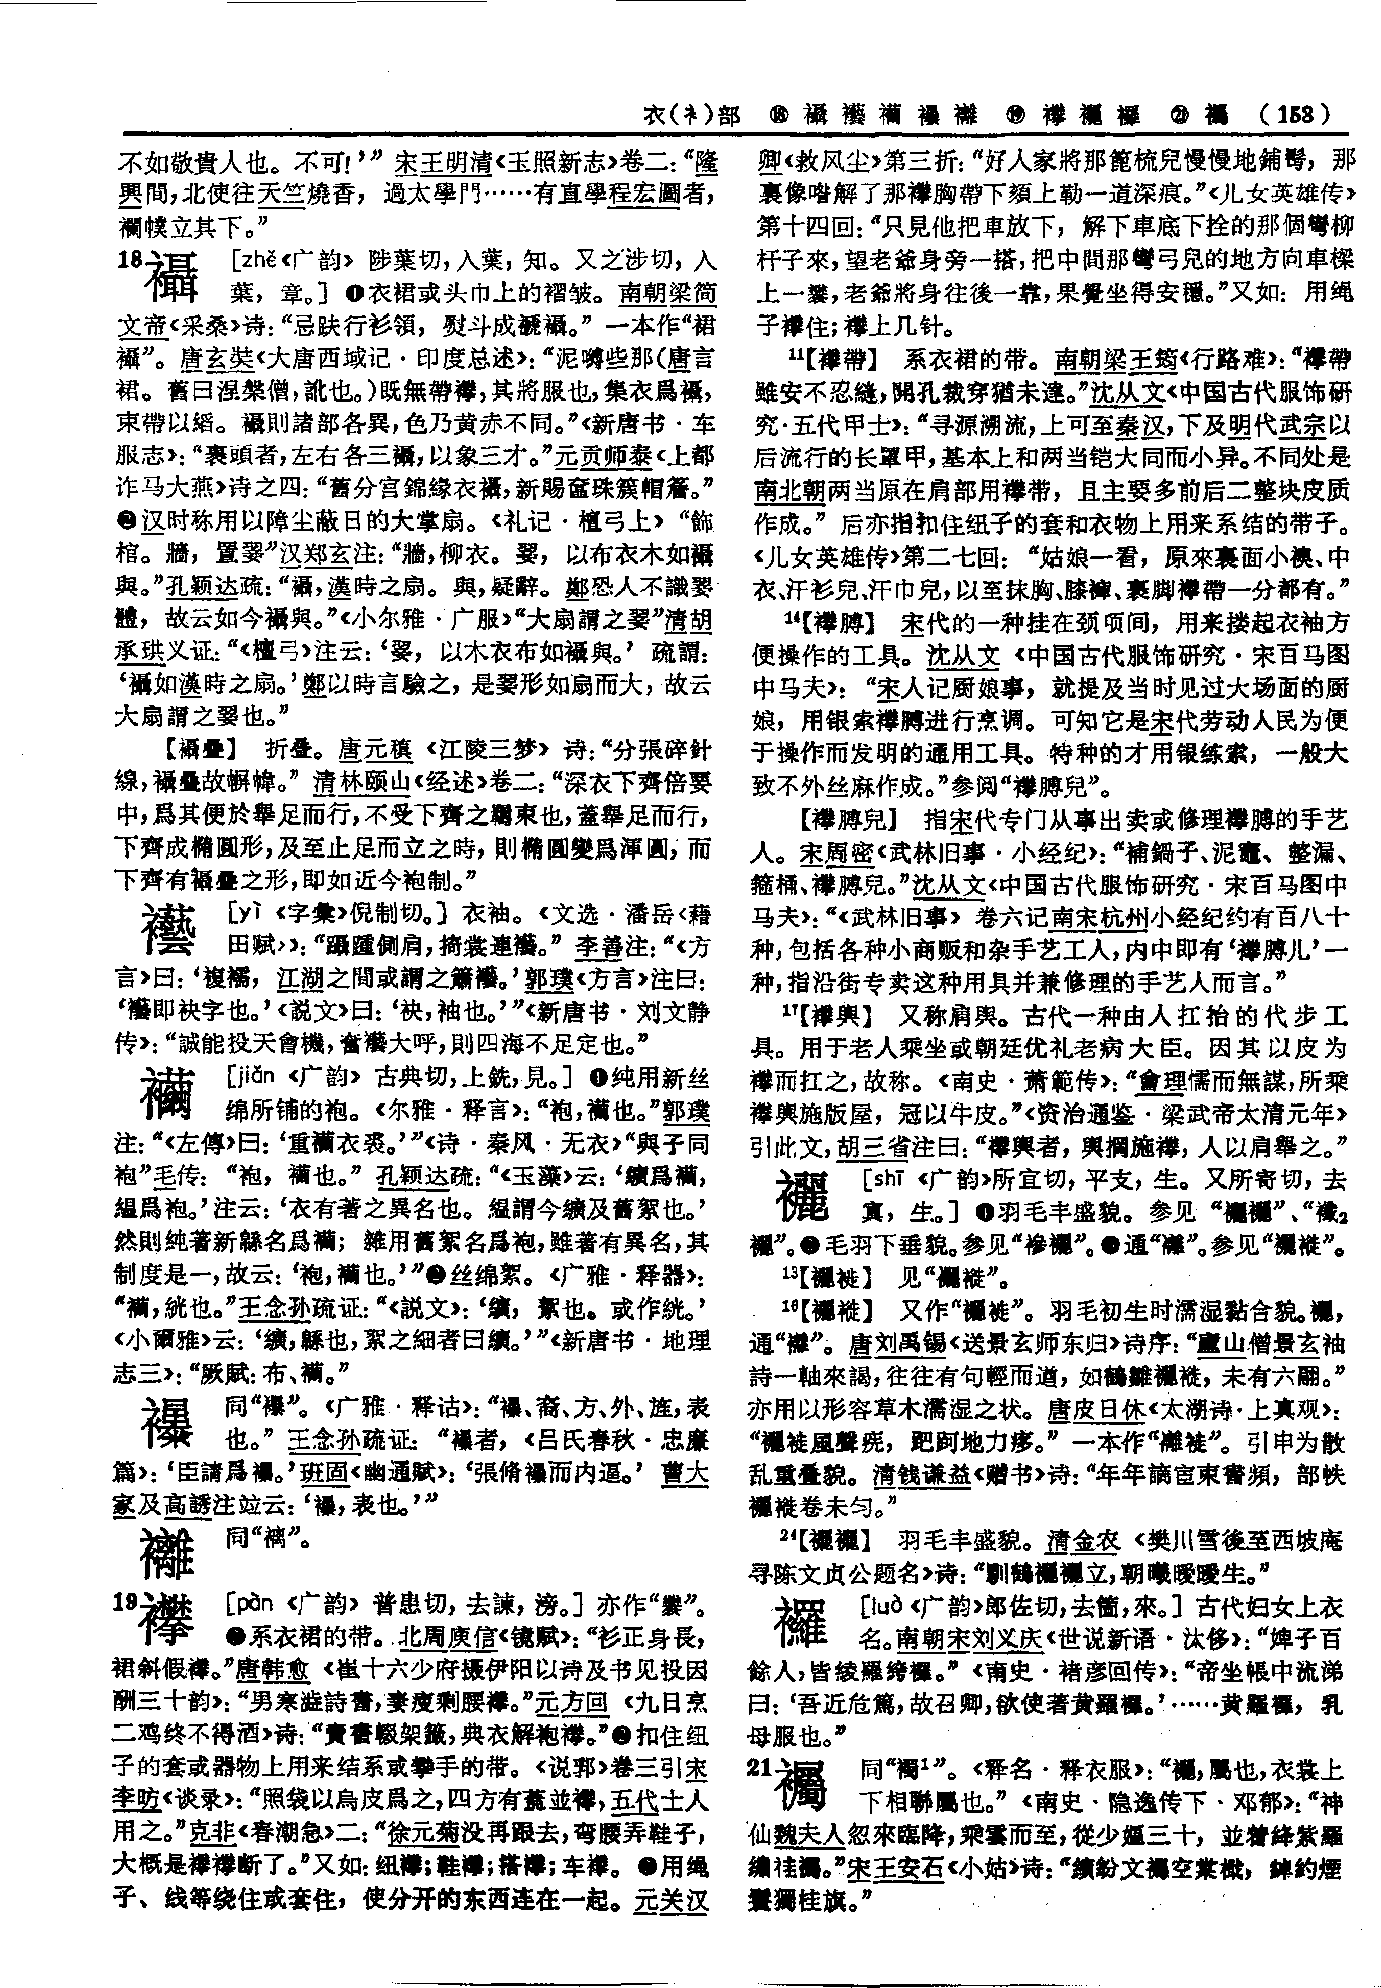 衣(衤)部 ⑱ 襵 襼 襺 襮 䙰 ⑲ 襻 襹 㒩 ㉑ 襡 (153)
不如敬貴人也。不可!’” 宋王明清《玉照新志》卷二:“隆
興間,北使往天竺燒香,過太學門……有直學程宏圖者,
襴幞立其下。”
18 襵 [zhě《广韵》陟葉切,入葉,知。又之涉切,入
葉,章。] ❶衣裙或头巾上的褶皱。南朝梁简
文帝《采桑》诗:“忌趺行衫領,熨斗成襵。” 一本作“裙
襵”。唐玄奘《大唐西域记·印度总述》:“泥嚩些那(唐言
裙。舊曰涅槃僧,訛也。)既無帶襻,其將服也,集衣爲襵,
束帶以縚。襵則諸部各異,色乃黄赤不同。”《新唐书·车
服志》:“裹頭者,左右各三襵,以象三才。”元贡师泰《上都
诈马大燕》诗之四:“舊分宫錦緣衣襵,新賜奩珠簇帽簷。”
❷汉时称用以障尘蔽日的大掌扇。《礼记·檀弓上》“飾
棺。牆,置翣”汉郑玄注:“牆,柳衣。翣,以布衣木如襵
與。”孔颖达疏:“襵,漢時之扇。與,疑辭。鄭恐人不識翣
體,故云如今襵與。”《小尔雅·广服》“大扇謂之翣”清胡
承珙义证:“《檀弓》注云:‘翣,以木衣布如襵與。’ 疏謂:
‘襵如漢時之扇。’鄭以時言驗之,是翣形如扇而大,故云
大扇謂之翣也。”
【襵疊】 折疊。唐元稹《江陵三梦》诗:“分張碎針
線,襵疊故幈幃。” 清林颐山《经述》卷二:“深衣下齊倍要
中,爲其便於舉足而行,不受下齊之羈束也,蓋舉足而行,
下齊成橢圓形,及至止足而立之時,則橢圓變爲渾圓,而
下齊有襵疊之形,即如近今袍制。”
襼 [yì《字彙》倪制切。] 衣袖。《文选·潘岳〈藉
田赋〉》:“躡踵側肩,掎裳連襼。” 李善注:“《方
言》曰:‘複襦,江湖之間或謂之筩襼。’郭璞《方言》注曰:
‘襼即袂字也。’《説文》曰:‘袂,袖也。’”《新唐书·刘文静
传》:“誠能投天會機,奮襼大呼,則四海不足定也。”
襺 [jiǎn《广韵》古典切,上銑,見。] ❶纯用新丝
绵所铺的袍。《尔雅·释言》:“袍,襺也。”郭璞
注:“《左傳》曰:‘重襺衣裘。’”《诗·秦风·无衣》“與子同
袍”毛传:“袍,襺也。” 孔颖达疏:“《玉藻》云:‘纊爲襺,
緼爲袍。’注云:‘衣有著之異名也。緼謂今纊及舊絮也。’
然則純著新緜名爲襺;雜用舊絮名爲袍,雖著有異名,其
制度是一,故云:‘袍,襺也。’”❷丝绵絮。《广雅·释器》:
“襺,絖也。”王念孙疏证:“《説文》:‘纊,絮也。或作絖。’
《小爾雅》云:‘纊,緜也,絮之細者曰纊。’”《新唐书·地理
志三》:“厥賦:布、襺。”
襮 同“襮”。《广雅·释诂》:“襮、裔、方、外、旌,表
也。” 王念孙疏证:“襮者,《吕氏春秋·忠廉
篇》:‘臣請爲襮。’班固《幽通賦》:‘張脩襮而内逼。’ 曹大
家及高誘注竝云:‘襮,表也。’”
䙰 同“褵”。
19 襻 [pàn《广韵》普患切,去諫,滂。] 亦作“䙪”。
❶系衣裙的带。北周庾信《镜赋》:“衫正身長,
裙斜假襻。”唐韩愈《崔十六少府摄伊阳以诗及书见投因
酬三十韵》:“男寒澁詩書,妻瘦剩腰襻。”元方回《九日烹
二鸡终不得酒》诗:“賣書輟架籤,典衣解袍襻。”❷扣住纽
子的套或器物上用来结系或攀手的带。《说郛》卷三引宋
李昉《谈录》:“照袋以烏皮爲之,四方有蓋並襻,五代士人
用之。”克非《春潮急》二:“徐元菊没再跟去,弯腰弄鞋子,
大概是襻襻断了。”又如:纽襻;鞋襻;搭襻;车襻。❸用绳
子、线等绕住或套住,使分开的东西连在一起。元关汉
卿《救风尘》第三折:“好人家將那篦梳兒慢慢地鋪髩,那
裏像喒解了那襻胸帶下頦上勒一道深痕。”《儿女英雄传》
第十四回:“只見他把車放下,解下車底下拴的那個彎柳
杆子來,望老爺身旁一搭,把中間那彎弓兒的地方向車樑
上一襻,老爺將身往後一靠,果覺坐得安穩。”又如:用绳
子襻住;襻上几针。
11【襻帶】 系衣裙的带。南朝梁王筠《行路难》:“襻帶
雖安不忍縫,開孔裁穿猶未達。”沈从文《中国古代服饰研
究·五代甲士》:“寻源溯流,上可至秦汉,下及明代武宗以
后流行的长罩甲,基本上和两当铠大同而小异。不同处是
南北朝两当原在肩部用襻带,且主要多前后二整块皮质
作成。” 后亦指扣住纽子的套和衣物上用来系结的带子。
《儿女英雄传》第二七回:“姑娘一看,原來裏面小襖、中
衣、汗衫兒、汗巾兒,以至抹胸、膝褲、裹脚襻帶一分都有。”
14【襻膊】 宋代的一种挂在颈项间,用来搂起衣袖方
便操作的工具。沈从文《中国古代服饰研究·宋百马图
中马夫》:“宋人记厨娘事,就提及当时见过大场面的厨
娘,用银索襻膊进行烹调。可知它是宋代劳动人民为便
于操作而发明的通用工具。特种的才用银练索,一般大
致不外丝麻作成。”参阅“襻膊兒”。
【襻膊兒】 指宋代专门从事出卖或修理襻膊的手艺
人。宋周密《武林旧事·小经纪》:“補鍋子、泥竈、整漏、
箍桶、襻膊兒。”沈从文《中国古代服饰研究·宋百马图中
马夫》:“《武林旧事》卷六记南宋杭州小经纪约有百八十
种,包括各种小商贩和杂手艺工人,内中即有‘襻膊儿’一
种,指沿街专卖这种用具并兼修理的手艺人而言。”
17【襻輿】 又称肩舆。古代一种由人扛抬的代步工
具。用于老人乘坐或朝廷优礼老病大臣。因其以皮为
襻而扛之,故称。《南史·萧範传》:“會理懦而無謀,所乘
襻輿施版屋,冠以牛皮。”《资治通鉴·梁武帝太清元年》
引此文,胡三省注曰:“襻輿者,輿掆施襻,人以肩舉之。”
襹 [shī《广韵》所宜切,平支,生。又所寄切,去
寘,生。] ❶羽毛丰盛貌。参见“襹襹”、“襳2
襹”。❷毛羽下垂貌。参见“襂襹”。❸通“䙰”。参见“襹褷”。
13【襹褷】 见“襹褷”。
16【襹褷】 又作“襹褷”。羽毛初生时濡湿黏合貌。襹,
通“䙰”。唐刘禹锡《送景玄师东归》诗序:“廬山僧景玄袖
詩一軸來謁,往往有句輕而遒,如鶴雛襹褷,未有六翮。”
亦用以形容草木濡湿之状。唐皮日休《太湖诗·上真观》:
“襹褷風聲疾,跁跒地力疼。” 一本作“䙰褷”。引申为散
乱重叠貌。清钱谦益《赠书》诗:“年年謫宦束書頻,部帙
襹褷卷未匀。”
24【襹襹】 羽毛丰盛貌。清金农《樊川雪後至西坡庵
寻陈文贞公题名》诗:“馴鶴襹襹立,朝曦曖曖生。”
㒩 [luò《广韵》郎佐切,去箇,來。] 古代妇女上衣
名。南朝宋刘义庆《世说新语·汰侈》:“婢子百
餘人,皆綾羅絝㒩。”《南史·褚彦回传》:“帝坐帳中流涕
曰:‘吾近危篤,故召卿,欲使著黄羅㒩。’……黄羅㒩,乳
母服也。”
21 襡 同“襡1”。《释名·释衣服》:“襡,屬也,衣裳上
下相聯屬也。”《南史·隐逸传下·邓郁》:“神
仙魏夫人忽來臨降,乘雲而至,從少嫗三十,並著絳紫羅
繡袿襡。”宋王安石《小姑》诗:“繽紛文襡空棠檝,綽約煙
鬟獨桂旗。”